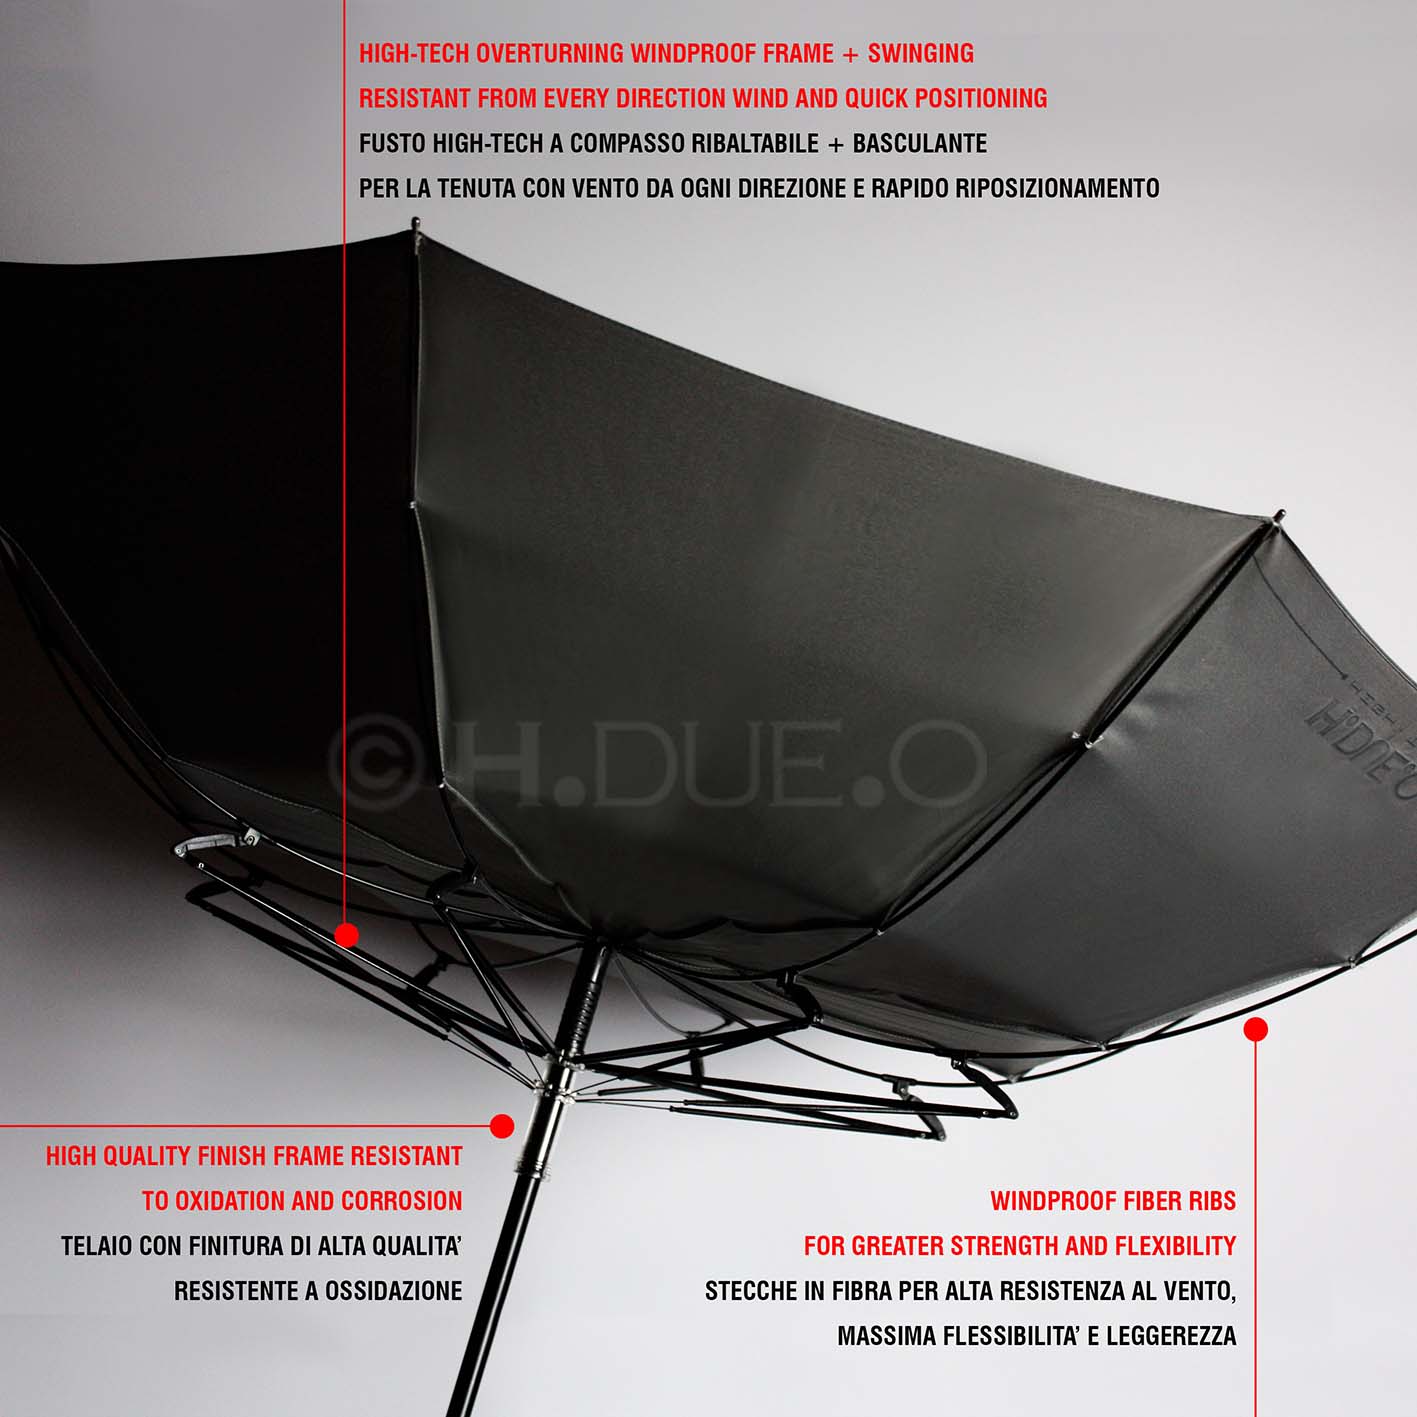 HIGH-TECH OVERTURNING WINDPROOF FRAME + SWINGING
RESISTANT FROM EVERY DIRECTION WIND AND QUICK POSITIONING
FUSTO HIGH-TECH A COMPASSO RIBALTABILE + BASCULANTE
PER LA TENUTA CON VENTO DA OGNI DIREZIONE E RAPIDO RIPOSIZIONAMENTO
© H.DUE.O
H.DUE.O
HIGH QUALITY FINISH FRAME RESISTANT
TO OXIDATION AND CORROSION
TELAIO CON FINITURA DI ALTA QUALITA’
RESISTENTE A OSSIDAZIONE
WINDPROOF FIBER RIBS
FOR GREATER STRENGTH AND FLEXIBILITY
STECCHE IN FIBRA PER ALTA RESISTENZA AL VENTO,
MASSIMA FLESSIBILITA’ E LEGGEREZZA